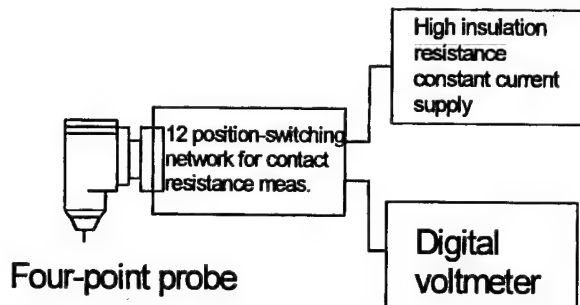 High insulation
resistance
constant current
supply
12 position-switching
network for contact
resistance meas.
Digital
voltmeter
Four-point probe